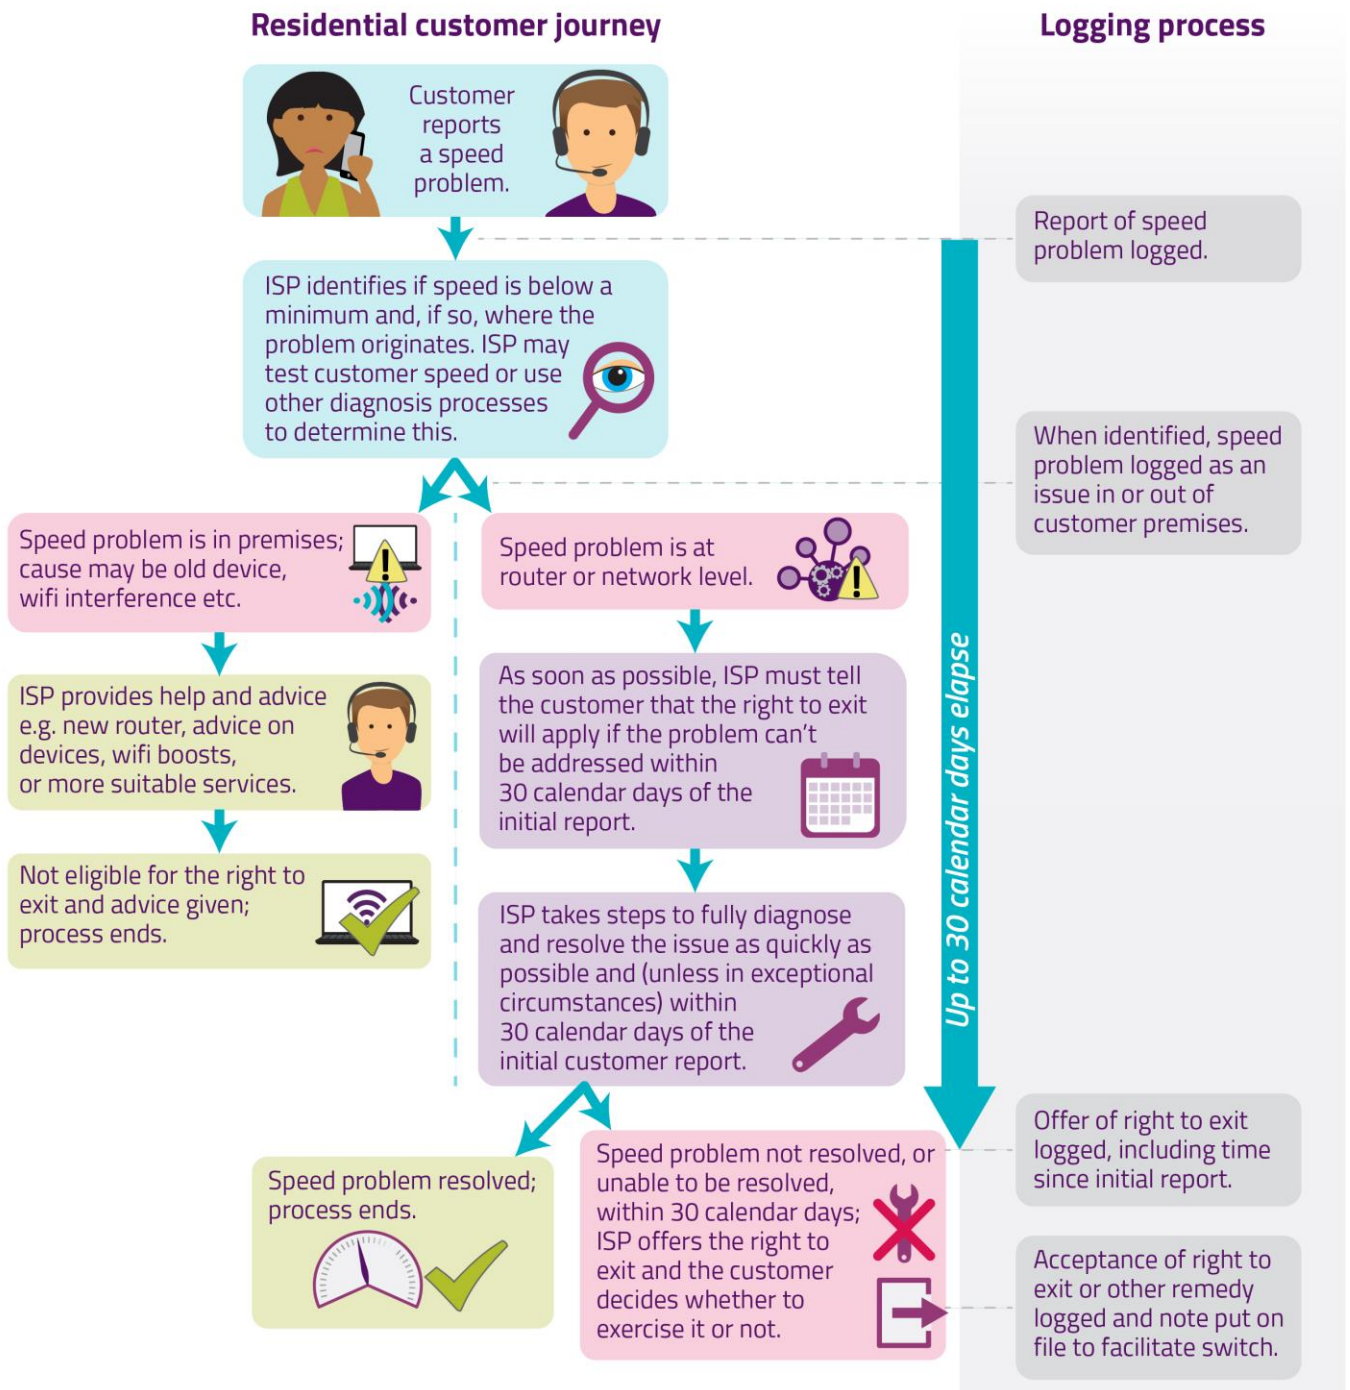 Residential customer journey
Logging process
Customer
reports
a speed
problem.
Report of speed
problem logged.
ISP identifies if speed is below a
minimum and, if so, where the
problem originates. ISP may
test customer speed or use
other diagnosis processes
to determine this.
When identified, speed
problem logged as an
issue in or out of
customer premises.
Speed problem is in premises;
cause may be old device,
wifi interference etc.
Speed problem is at
router or network level.
ISP provides help and advice
e.g. new router, advice on
devices, wifi boosts,
or more suitable services.
As soon as possible, ISP must tell
the customer that the right to exit
will apply if the problem can't
be addressed within
30 calendar days of the
initial report.
Up to 30 calendar days elapse
Not eligible for the right to
exit and advice given;
process ends.
ISP takes steps to fully diagnose
and resolve the issue as quickly as
possible and (unless in exceptional
circumstances) within
30 calendar days of the
initial customer report.
Speed problem resolved;
process ends.
Speed problem not resolved, or
unable to be resolved,
within 30 calendar days;
ISP offers the right to
exit and the customer
decides whether to
exercise it or not.
Offer of right to exit
logged, including time
since initial report.
Acceptance of right to
exit or other remedy
logged and note put on
file to facilitate switch.